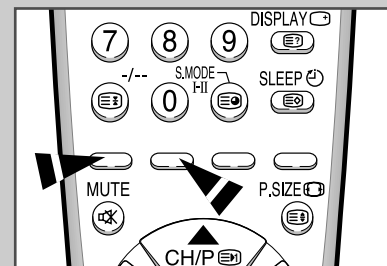 DISPLAY
7 8 9
-/-- S.MODE SLEEP
I-II
0
MUTE P.SIZE
CH/P